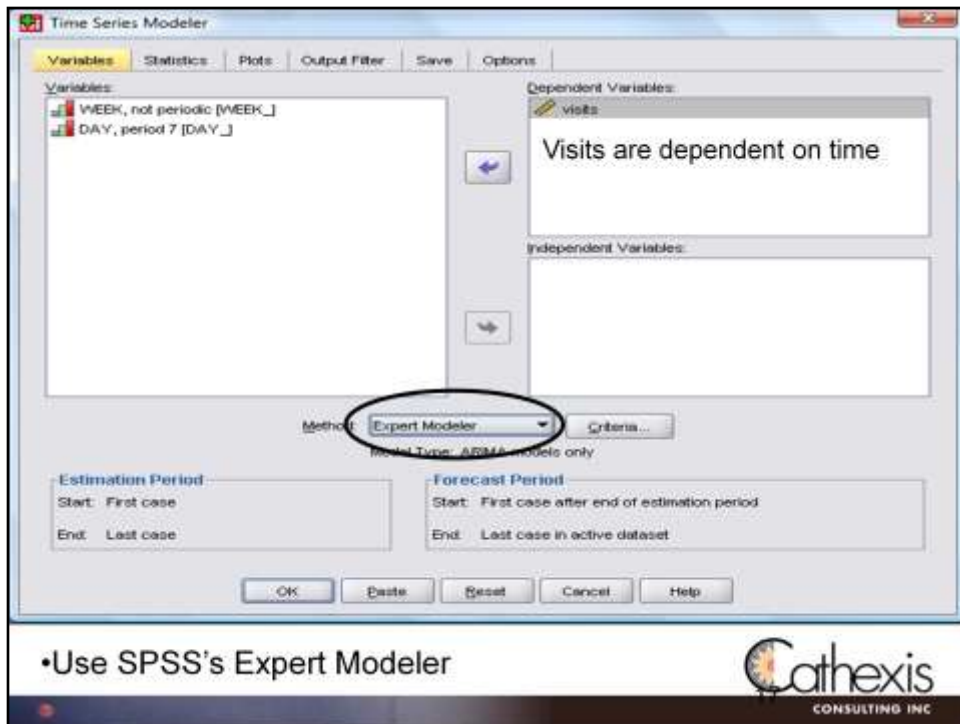 Time Series Modeler
Variables Statistics Plots Output Filter Save Options
Variables:
WEEK, not periodic [WEEK_]
DAY, period 7 [DAY_]
Dependent Variables:
visits
Visits are dependent on time
Independent Variables:
Method: Expert Modeler Criteria...
Model Type: ARIMA models only
Estimation Period
Start: First case
End: Last case
Forecast Period
Start: First case after end of estimation period
End: Last case in active dataset
OK Paste Reset Cancel Help
•Use SPSS's Expert Modeler
Cathexis
CONSULTING INC